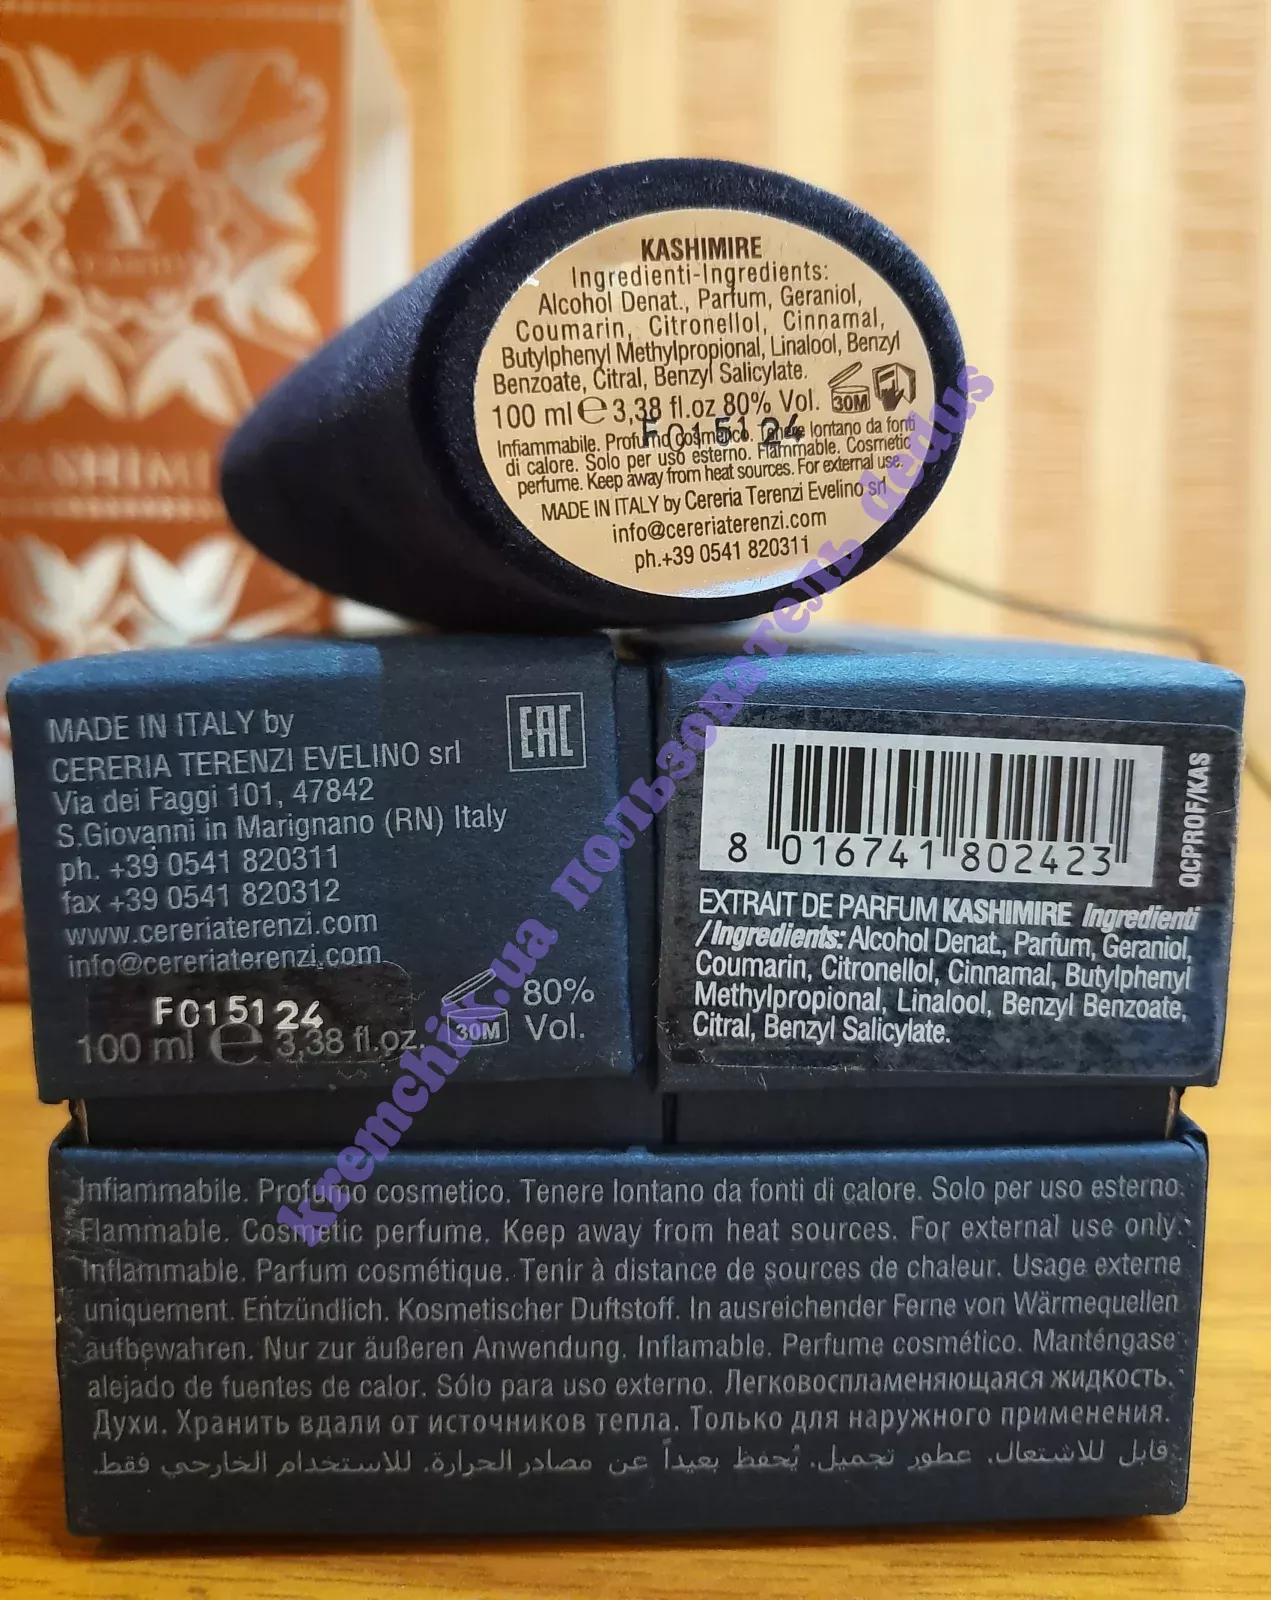 V
KASHIMIRE
Ingredienti-Ingredients:
Alcohol Denat., Parfum, Geraniol,
Coumarin, Citronellol, Cinnamal,
Butylphenyl Methylpropional, Linalool, Benzyl
Benzoate, Citral, Benzyl Salicylate.
100 ml e 3,38 fl.oz 80% Vol. 30M
FC015124
Infiammabile. Profumo cosmetico. Tenere lontano da fonti
di calore. Solo per uso esterno. Flammable. Cosmetic
perfume. Keep away from heat sources. For external use.
MADE IN ITALY by Cereria Terenzi Evelino srl
info@cereriaterenzi.com
ph.+39 0541 820311
MADE IN ITALY by
CERERIA TERENZI EVELINO srl
Via dei Faggi 101, 47842
S.Giovanni in Marignano (RN) Italy
ph. +39 0541 820311
fax +39 0541 820312
www.cereriaterenzi.com
info@cereriaterenzi.com
EAC
FC015124
100 ml e 3,38 fl.oz.
30M
80%
Vol.
8 016741 802423
QCPROF/KAS
EXTRAIT DE PARFUM KASHIMIRE Ingredienti
/Ingredients: Alcohol Denat., Parfum, Geraniol,
Coumarin, Citronellol, Cinnamal, Butylphenyl
Methylpropional, Linalool, Benzyl Benzoate,
Citral, Benzyl Salicylate.
Infiammabile. Profumo cosmetico. Tenere lontano da fonti di calore. Solo per uso esterno.
Flammable. Cosmetic perfume. Keep away from heat sources. For external use only.
Inflammable. Parfum cosmétique. Tenir à distance de sources de chaleur. Usage externe
uniquement. Entzündlich. Kosmetischer Duftstoff. In ausreichender Ferne von Wärmequellen
aufbewahren. Nur zur äußeren Anwendung. Inflamable. Perfume cosmético. Manténgase
alejado de fuentes de calor. Sólo para uso externo. Легковоспламеняющаяся жидкость.
Духи. Хранить вдали от источников тепла. Только для наружного применения.
قابل للاشتعال. عطور تجميل. يُحفظ بعيداً عن مصادر الحرارة. للاستخدام الخارجي فقط.
kremchik.ua пользователь dedus